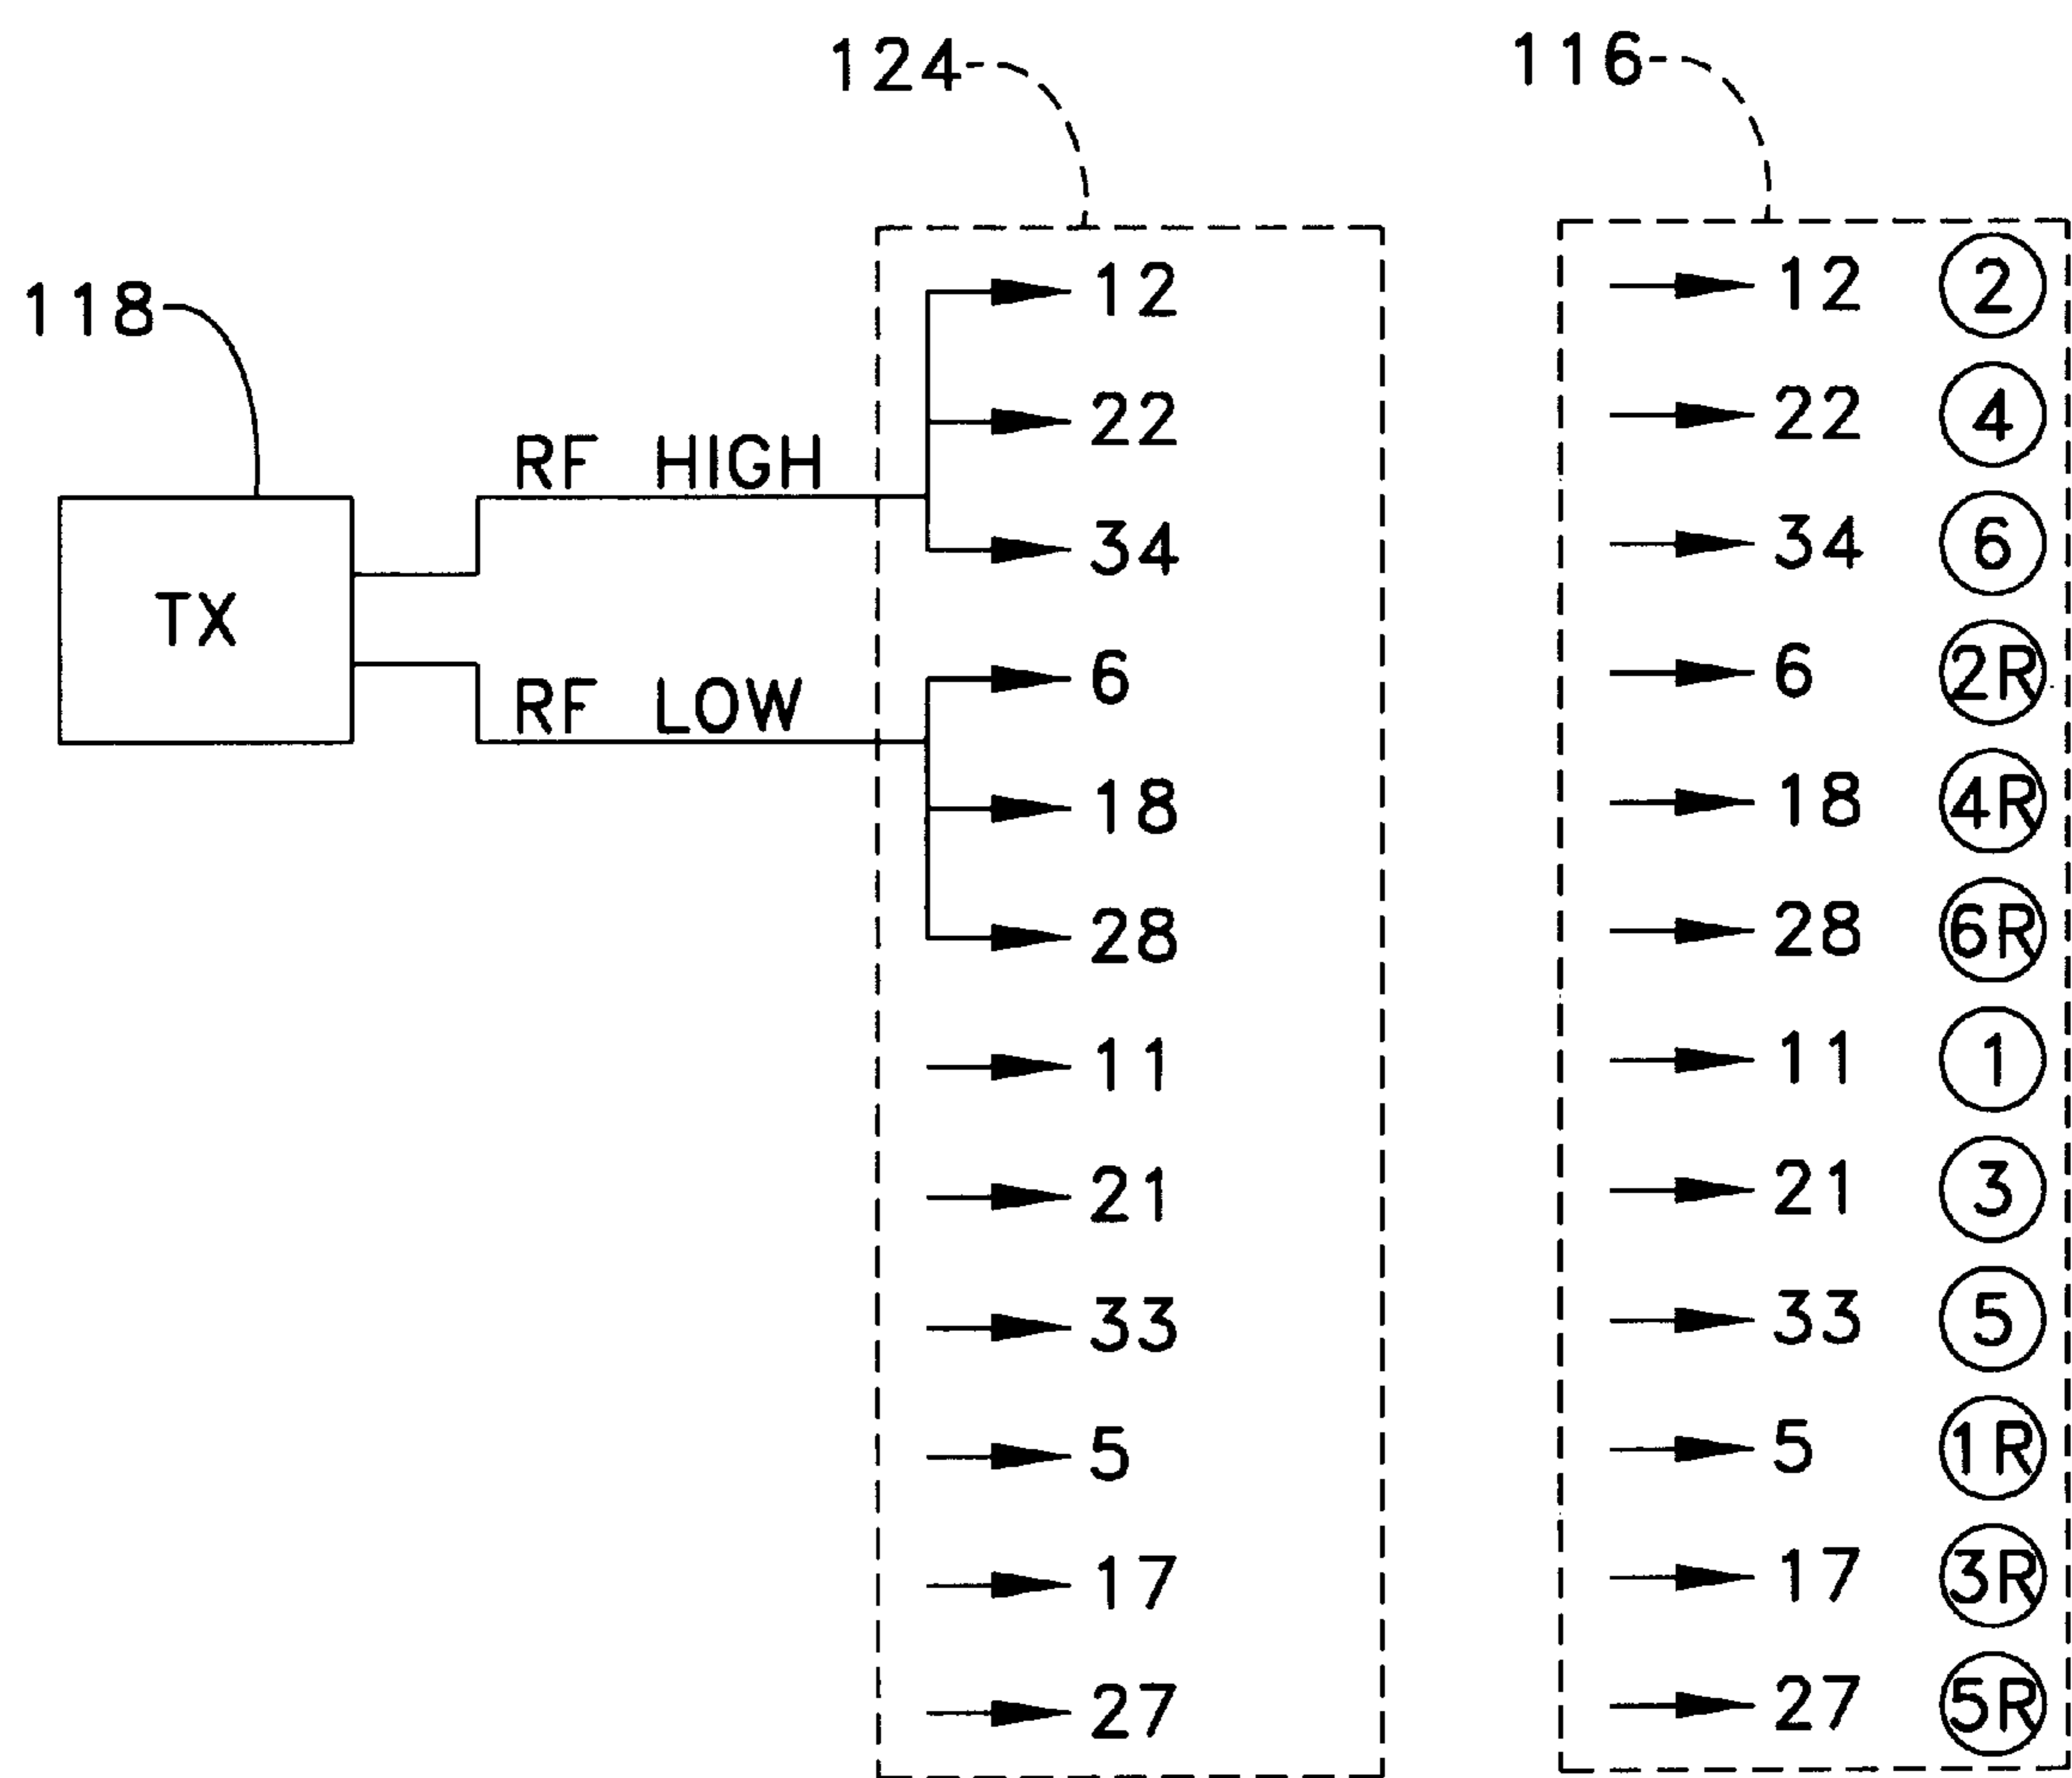 124 116
118
12 12 2
22 22 4
RF HIGH
34 34 6
TX
6 6 2R
RF LOW
18 18 4R
28 28 6R
11 11 1
21 21 3
33 33 5
5 5 1R
17 17 3R
27 27 5R